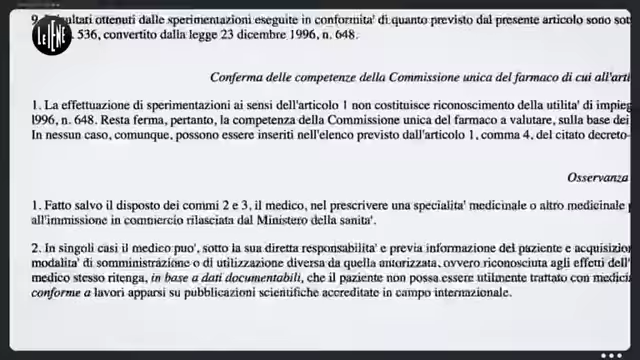 LE IENE
9. I risultati ottenuti dalle sperimentazioni eseguite in conformita' di quanto previsto dal presente articolo sono
536, convertito dalla legge 23 dicembre 1996, n. 648.
Conferma delle competenze della Commissione unica del farmaco di cui all'arti
1. La effettuazione di sperimentazioni ai sensi dell'articolo 1 non costituisce riconoscimento della utilita' di impieg
1996, n. 648. Resta ferma, pertanto, la competenza della Commissione unica del farmaco a valutare, sulla base dei
In nessun caso, comunque, possono essere inseriti nell'elenco previsto dall'articolo 1, comma 4, del citato decreto-
Osservanza
1. Fatto salvo il disposto dei commi 2 e 3, il medico, nel prescrivere una specialita' medicinale o altro medicinale
all'immissione in commercio rilasciata dal Ministero della sanita'.
2. In singoli casi il medico puo', sotto la sua diretta responsabilita' e previa informazione del paziente e acquisizion
modalita' di somministrazione o di utilizzazione diversa da quella autorizzata, ovvero riconosciuta agli effetti dell'
medico stesso ritenga, in base a dati documentabili, che il paziente non possa essere utilmente trattato con medici
conforme a lavori apparsi su pubblicazioni scientifiche accreditate in campo internazionale.